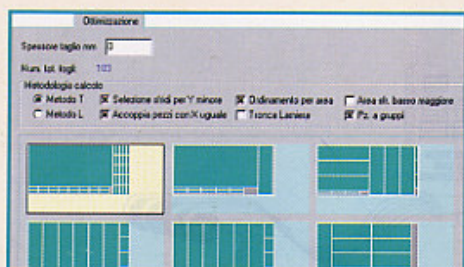 Ottimizzazione
Spessore taglio mm 0
Num. tot. tagli: 103
Metodologia calcolo
Metodo T Selezione sfridi per Y minore Ordinamento per area Area sfr. basso maggiore
Metodo L Accoppia pezzi con X uguale Tronca Lamiera Pz. a gruppi